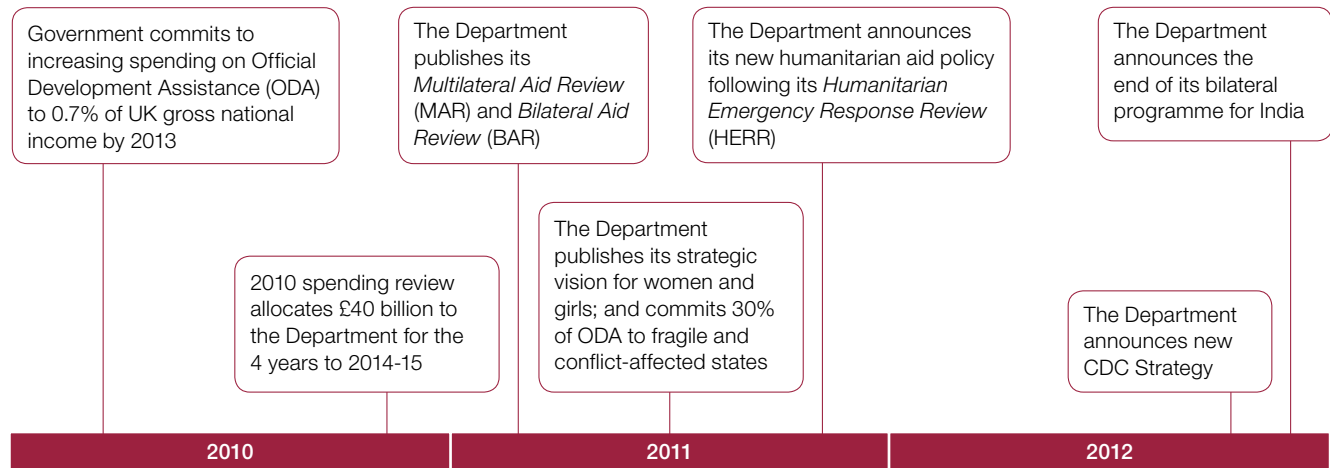 Government commits to
increasing spending on Official
Development Assistance (ODA)
to 0.7% of UK gross national
income by 2013
The Department
publishes its
Multilateral Aid Review
(MAR) and Bilateral Aid
Review (BAR)
The Department announces
its new humanitarian aid policy
following its Humanitarian
Emergency Response Review
(HERR)
The Department
announces the
end of its bilateral
programme for India
2010 spending review
allocates £40 billion to
the Department for the
4 years to 2014-15
The Department
publishes its strategic
vision for women and
girls; and commits 30%
of ODA to fragile and
conflict-affected states
The Department
announces new
CDC Strategy
2010
2011
2012